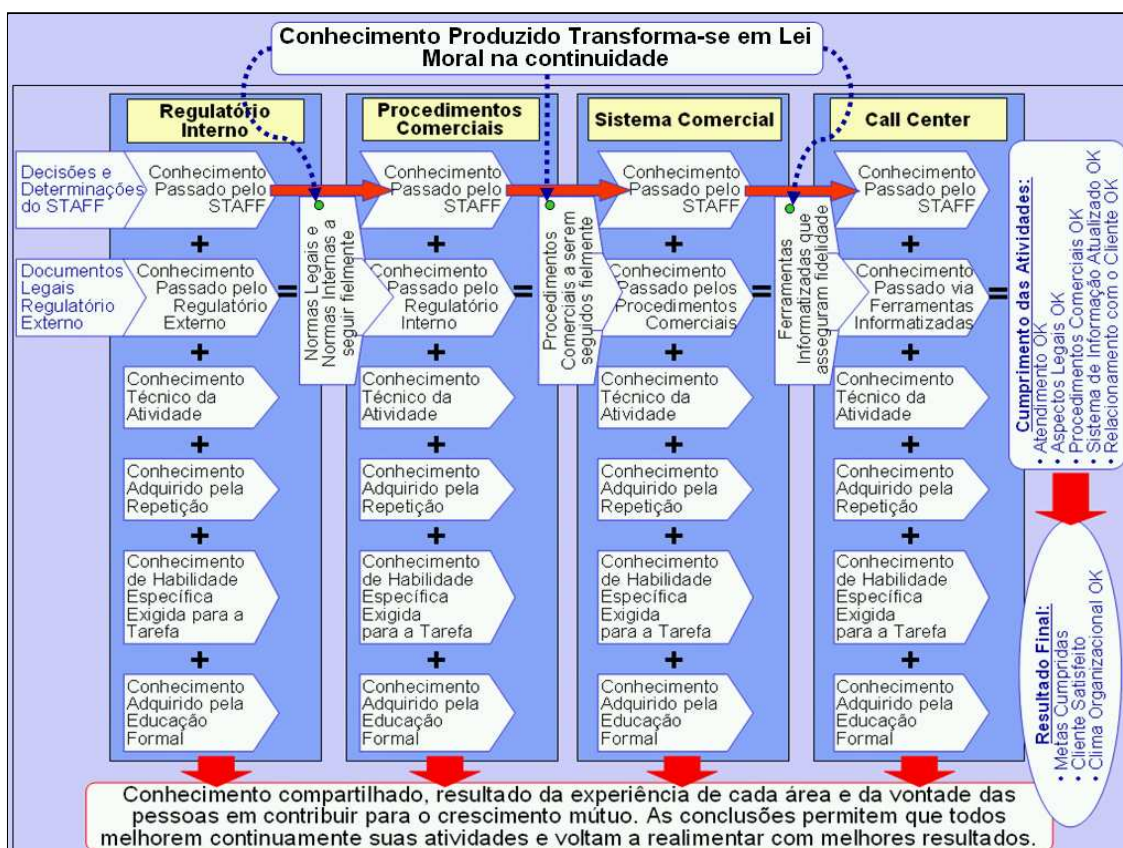 Conhecimento Produzido Transforma-se em Lei
Moral na continuidade
Regulatório
Interno
Procedimentos
Comerciais
Sistema Comercial
Call Center
Decisões e
Determinações
do STAFF
Conhecimento
Passado pelo
STAFF
Conhecimento
Passado pelo
STAFF
Conhecimento
Passado pelo
STAFF
Conhecimento
Passado pelo
STAFF
+
+
+
+
Documentos
Legais
Regulatório
Externo
Conhecimento
Passado pelo
Regulatório
Externo
=
Normas Legais e
Normas Internas a
seguir fielmente
Conhecimento
Passado pelo
Regulatório
Interno
=
Procedimentos
Comerciais a serem
seguidos fielmente
Conhecimento
Passado pelos
Procedimentos
Comerciais
=
Ferramentas
Informatizadas que
asseguram fidelidade
Conhecimento
Passado via
Ferramentas
Informatizadas
=
+
+
+
+
Conhecimento
Técnico da
Atividade
Conhecimento
Técnico da
Atividade
Conhecimento
Técnico da
Atividade
Conhecimento
Técnico da
Atividade
+
+
+
+
Conhecimento
Adquirido pela
Repetição
Conhecimento
Adquirido pela
Repetição
Conhecimento
Adquirido pela
Repetição
Conhecimento
Adquirido pela
Repetição
+
+
+
+
Conhecimento
de Habilidade
Específica
Exigida para a
Tarefa
Conhecimento
de Habilidade
Específica
Exigida
para a Tarefa
Conhecimento
de Habilidade
Específica
Exigida
para a Tarefa
Conhecimento
de Habilidade
Específica
Exigida
para a Tarefa
+
+
+
+
Conhecimento
Adquirido pela
Educação
Formal
Conhecimento
Adquirido pela
Educação
Formal
Conhecimento
Adquirido pela
Educação
Formal
Conhecimento
Adquirido pela
Educação
Formal
Cumprimento das Atividades:
• Atendimento OK
• Aspectos Legais OK
• Procedimentos Comerciais OK
• Sistema de Informação Atualizado OK
• Relacionamento com o Cliente OK
Resultado Final:
• Metas Cumpridas
• Cliente Satisfeito
• Clima Organizacional OK
Conhecimento compartilhado, resultado da experiência de cada área e da vontade das
pessoas em contribuir para o crescimento mútuo. As conclusões permitem que todos
melhorem continuamente suas atividades e voltam a realimentar com melhores resultados.